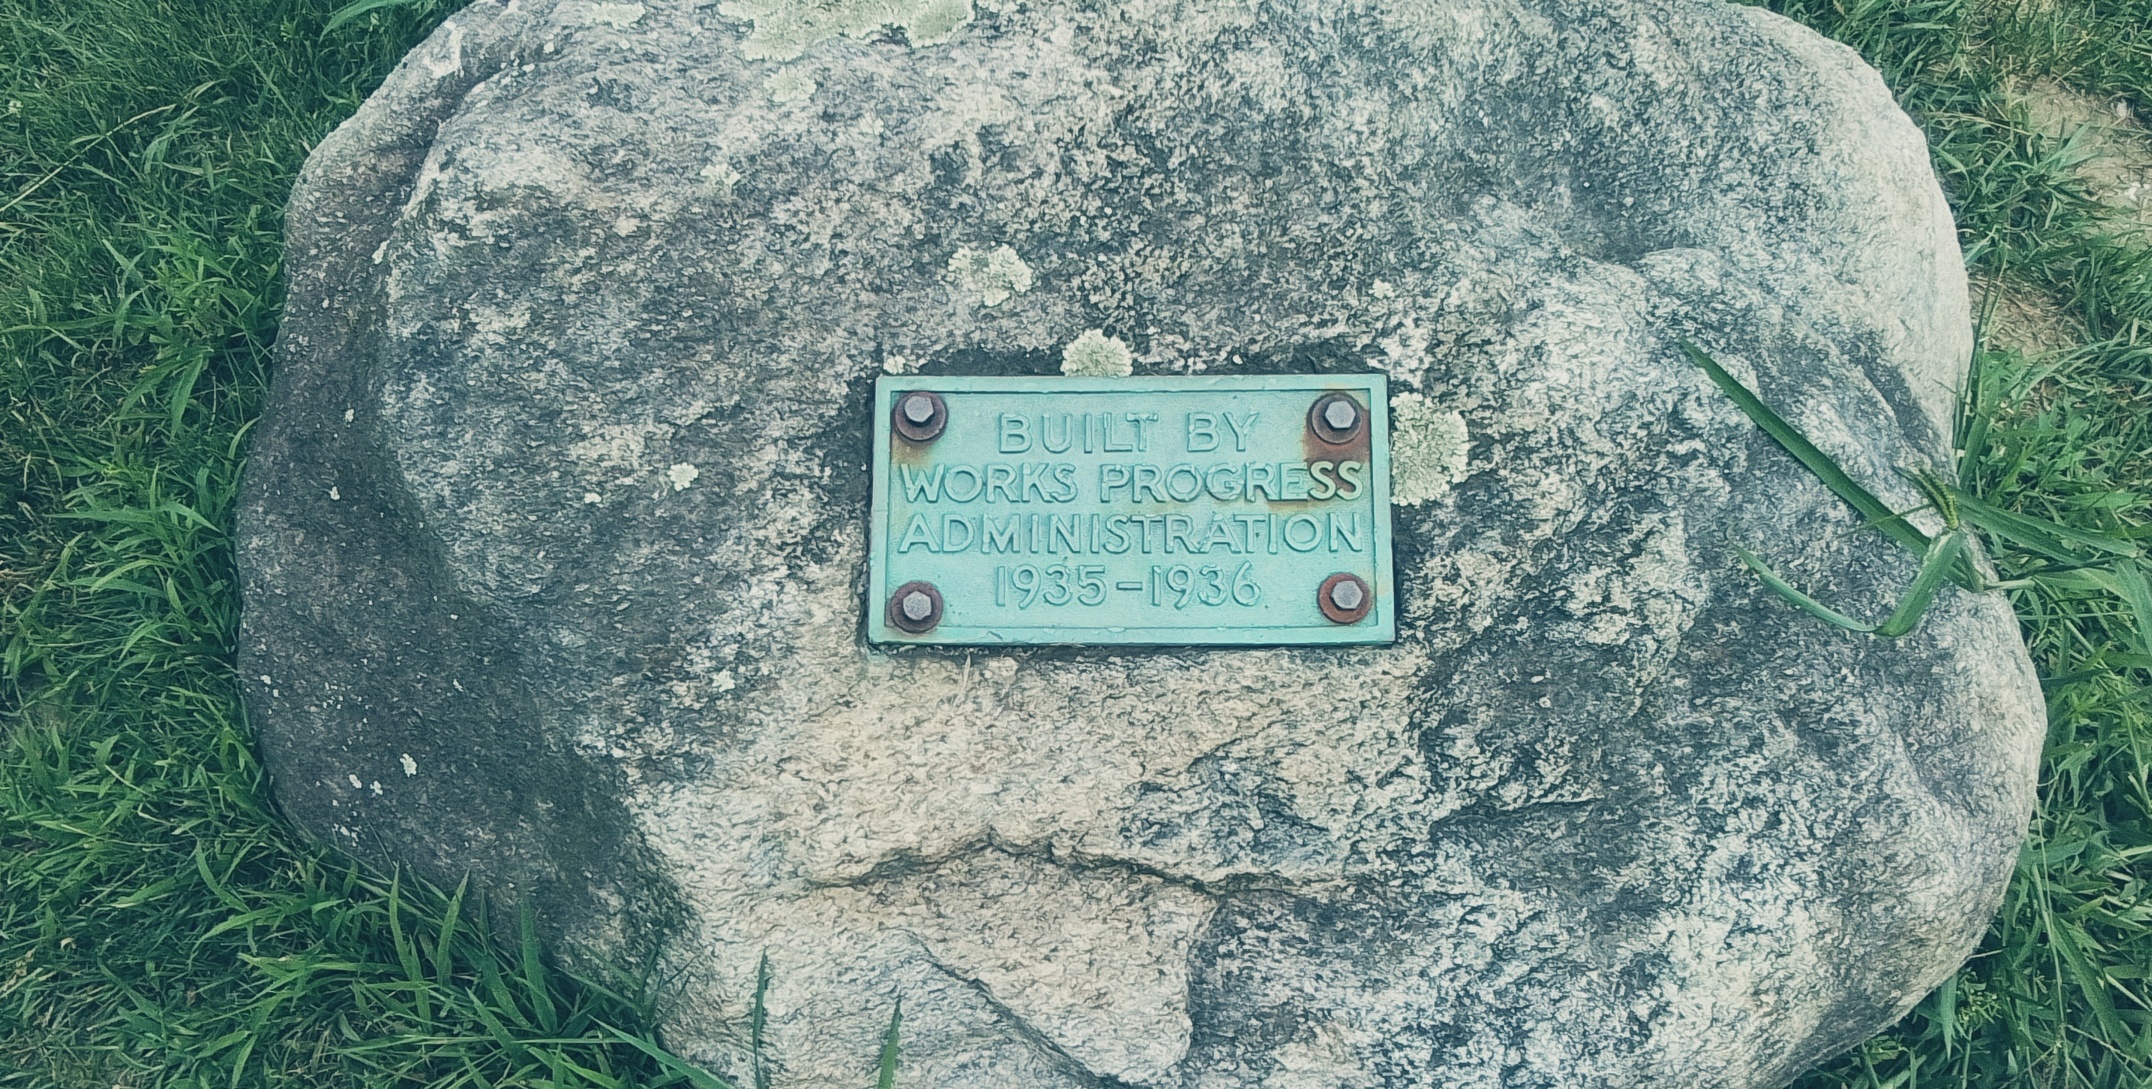 BUILT BY
WORKS PROGRESS
ADMINISTRATION
1935-1936